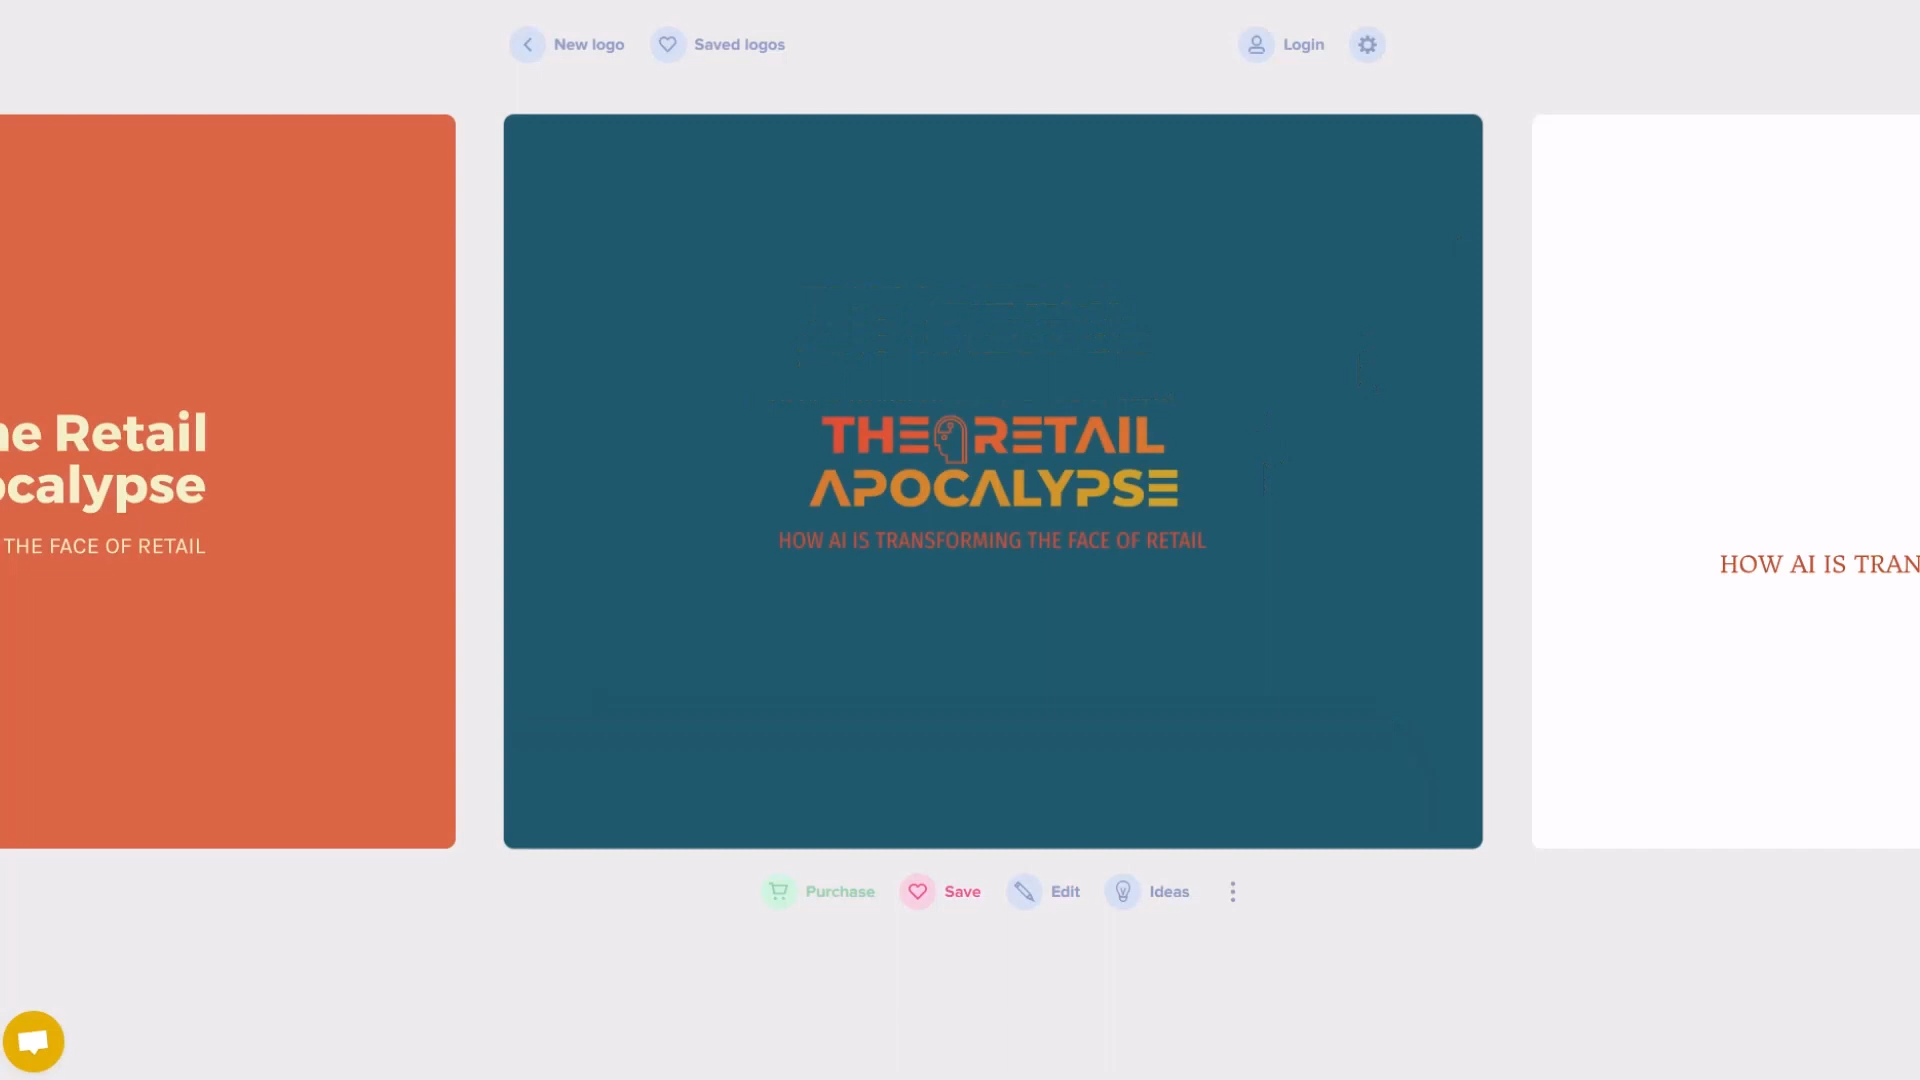 New logo
Saved logos
Login
he Retail
ocalypse
THE FACE OF RETAIL
THE RETAIL
APOCALYPSE
HOW AI IS TRANSFORMING THE FACE OF RETAIL
HOW AI IS TRAN
Purchase
Save
Edit
Ideas